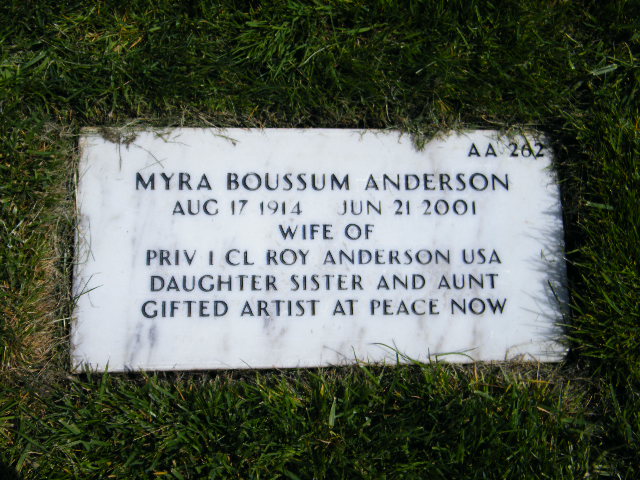 AA 262
MYRA BOUSSUM ANDERSON
AUG 17 1914 JUN 21 2001
WIFE OF
PRIV 1 CL ROY ANDERSON USA
DAUGHTER SISTER AND AUNT
GIFTED ARTIST AT PEACE NOW